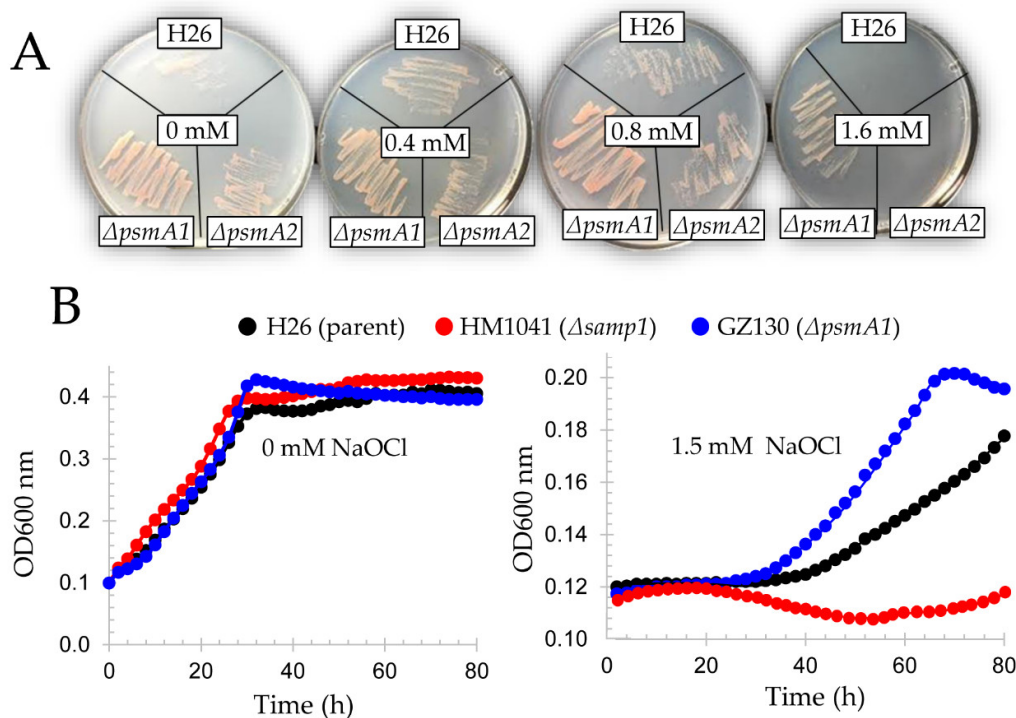 A
H26
0 mM
ΔpsmA1
ΔpsmA2
H26
0.4 mM
ΔpsmA1
ΔpsmA2
H26
0.8 mM
ΔpsmA1
ΔpsmA2
H26
1.6 mM
ΔpsmA1
ΔpsmA2
B
H26 (parent)
HM1041 (Δsamp1)
GZ130 (ΔpsmA1)
OD600 nm
0.4
0.3
0.2
0.1
0.0
0 mM NaOCl
0
20
40
60
80
Time (h)
OD600 nm
0.20
0.18
0.16
0.14
0.12
0.10
1.5 mM NaOCl
0
20
40
60
80
Time (h)